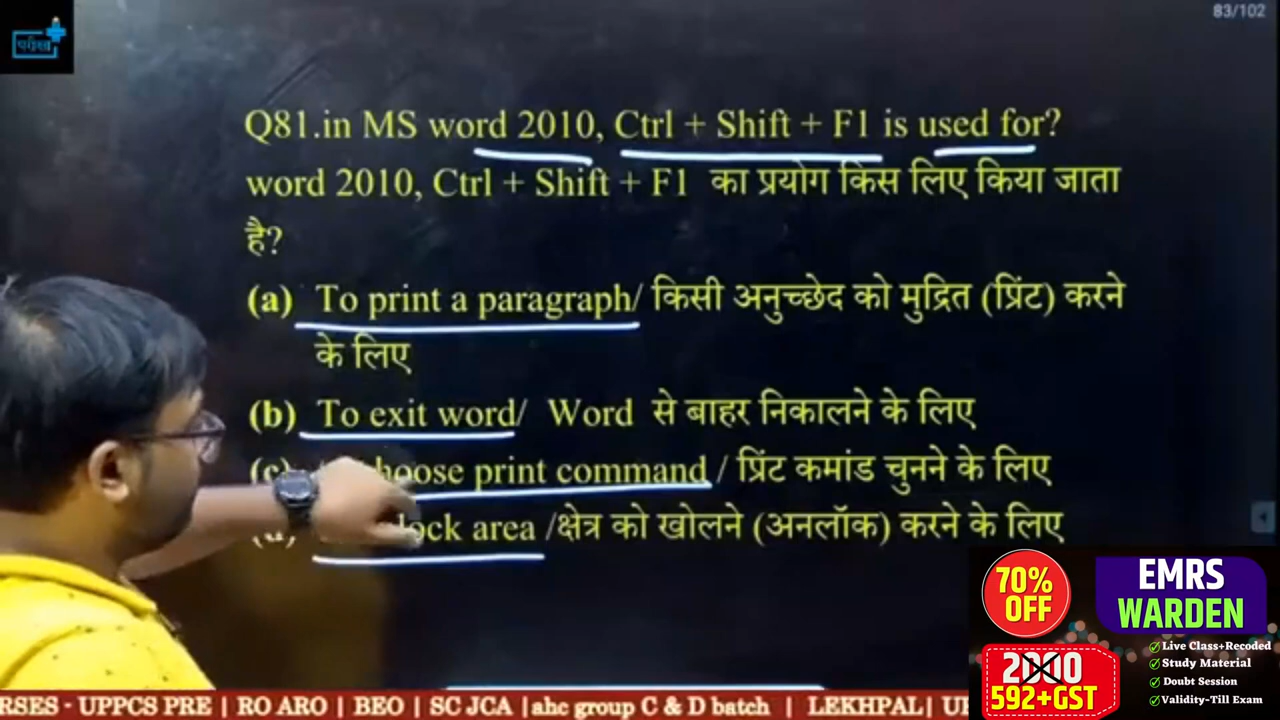 परीक्षा
83/102
Q81.in MS word 2010, Ctrl + Shift + F1 is used for?
word 2010, Ctrl + Shift + F1 का प्रयोग किस लिए किया जाता
है?
(a) To print a paragraph/ किसी अनुच्छेद को मुद्रित (प्रिंट) करने
के लिए
(b) To exit word/ Word से बाहर निकालने के लिए
(c) print command / प्रिंट कमांड चुनने के लिए
area /क्षेत्र को खोलने (अनलॉक) करने के लिए
70%
OFF
EMRS
WARDEN
2000
592+GST
Live Class+Recoded
Study Material
Doubt Session
Validity-Till Exam
RSES - UPPCS PRE | RO ARO | BEO | SC JCA |ahc group C & D batch | LEKHPAL|